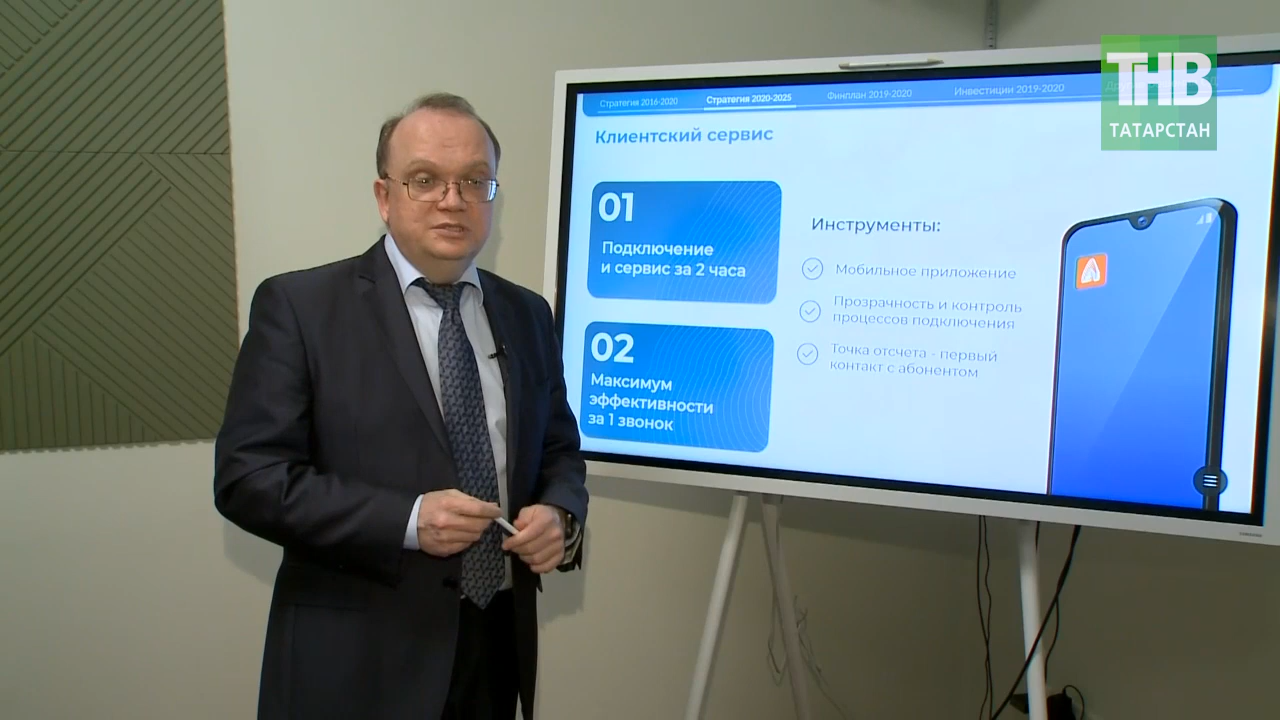 ТНВ
ТАТАРСТАН
Стратегия 2016-2020
Стратегия 2020-2025
Финплан 2019-2020
Инвестиции 2019-2020
Клиентский сервис
01
Подключение
и сервис за 2 часа
02
Максимум
эффективности
за 1 звонок
Инструменты:
Мобильное приложение
Прозрачность и контроль
процессов подключения
Точка отсчета - первый
контакт с абонентом
SAMSUNG